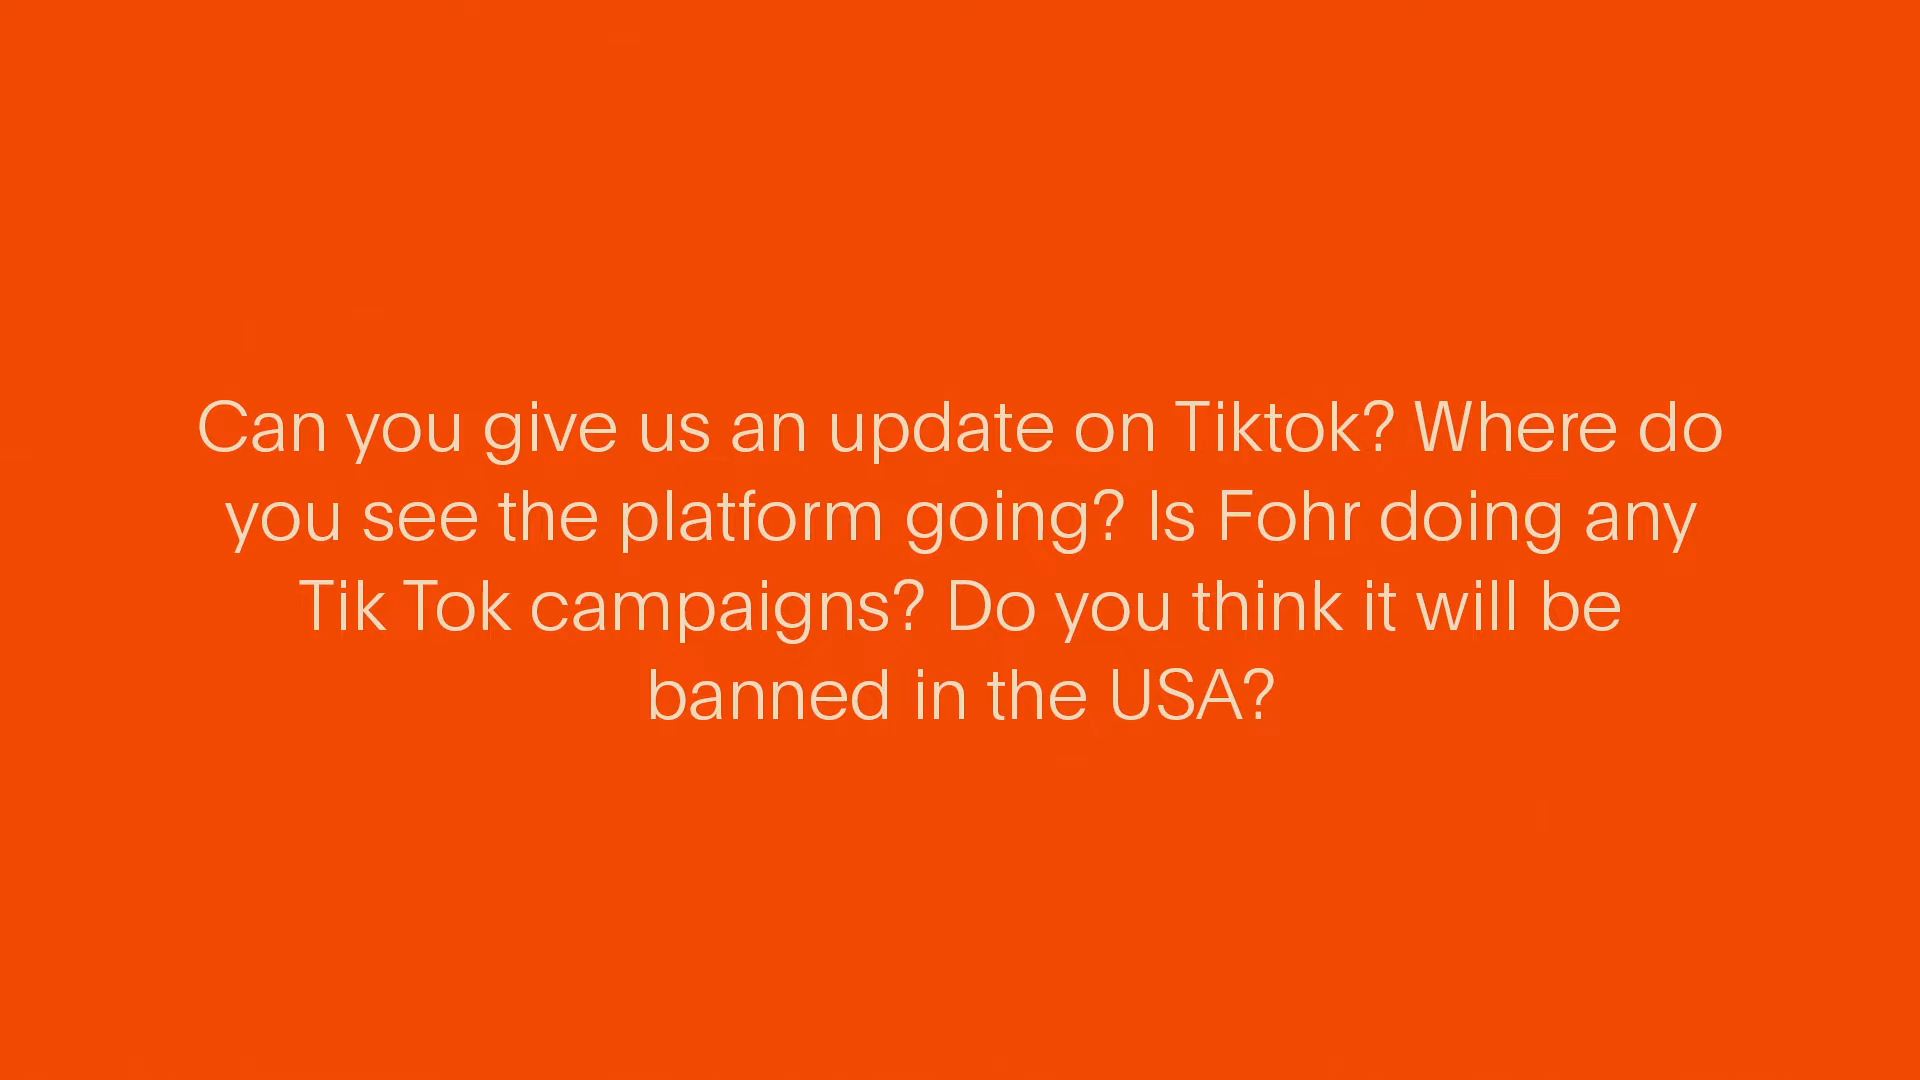 Can you give us an update on Tiktok? Where do
you see the platform going? Is Fohr doing any
Tik Tok campaigns? Do you think it will be
banned in the USA?